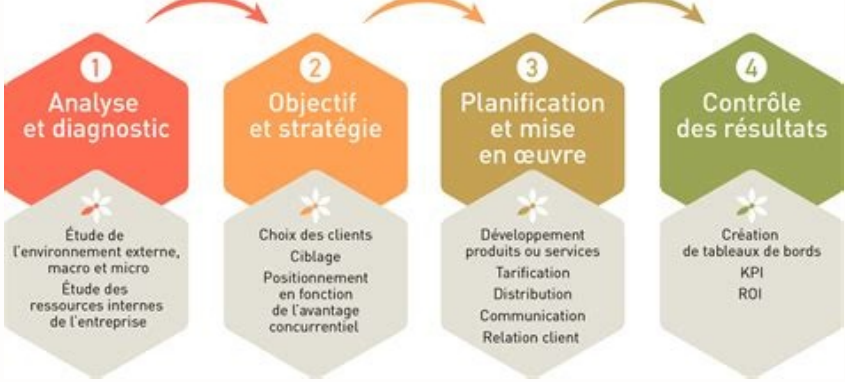 1
Analyse
et diagnostic
Étude de
l'environnement externe,
macro et micro
Étude des
ressources internes
de l'entreprise
2
Objectif
et stratégie
Choix des clients
Ciblage
Positionnement
en fonction
de l'avantage
concurrentiel
3
Planification
et mise
en œuvre
Développement
produits ou services
Tarification
Distribution
Communication
Relation client
4
Contrôle
des résultats
Création
de tableaux de bords
KPI
ROI